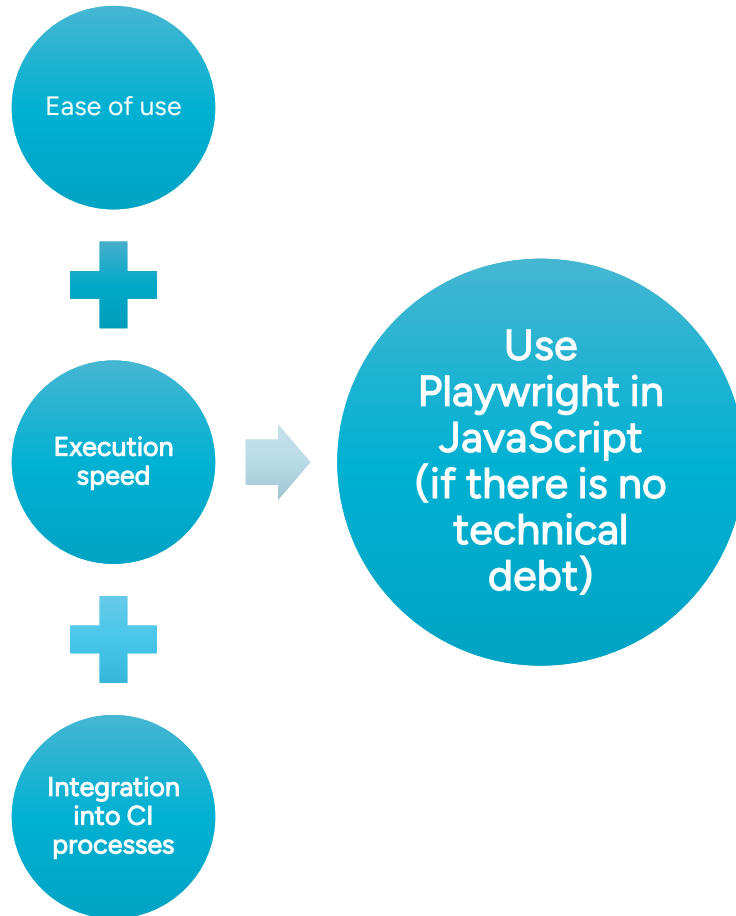 Ease of use
Execution
speed
Integration
into CI
processes
Use
Playwright in
JavaScript
(if there is no
technical
debt)